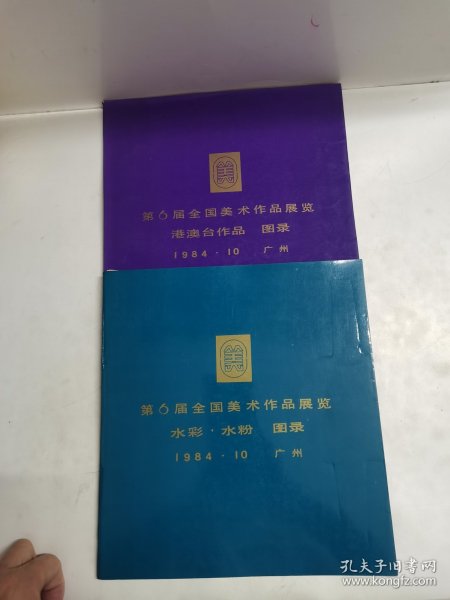 美
第6届全国美术作品展览
港澳台作品 图录
1984·10 广州
美
第6届全国美术作品展览
水彩·水粉 图录
1984·10 广州
孔夫子旧书网
www.kongfz.com